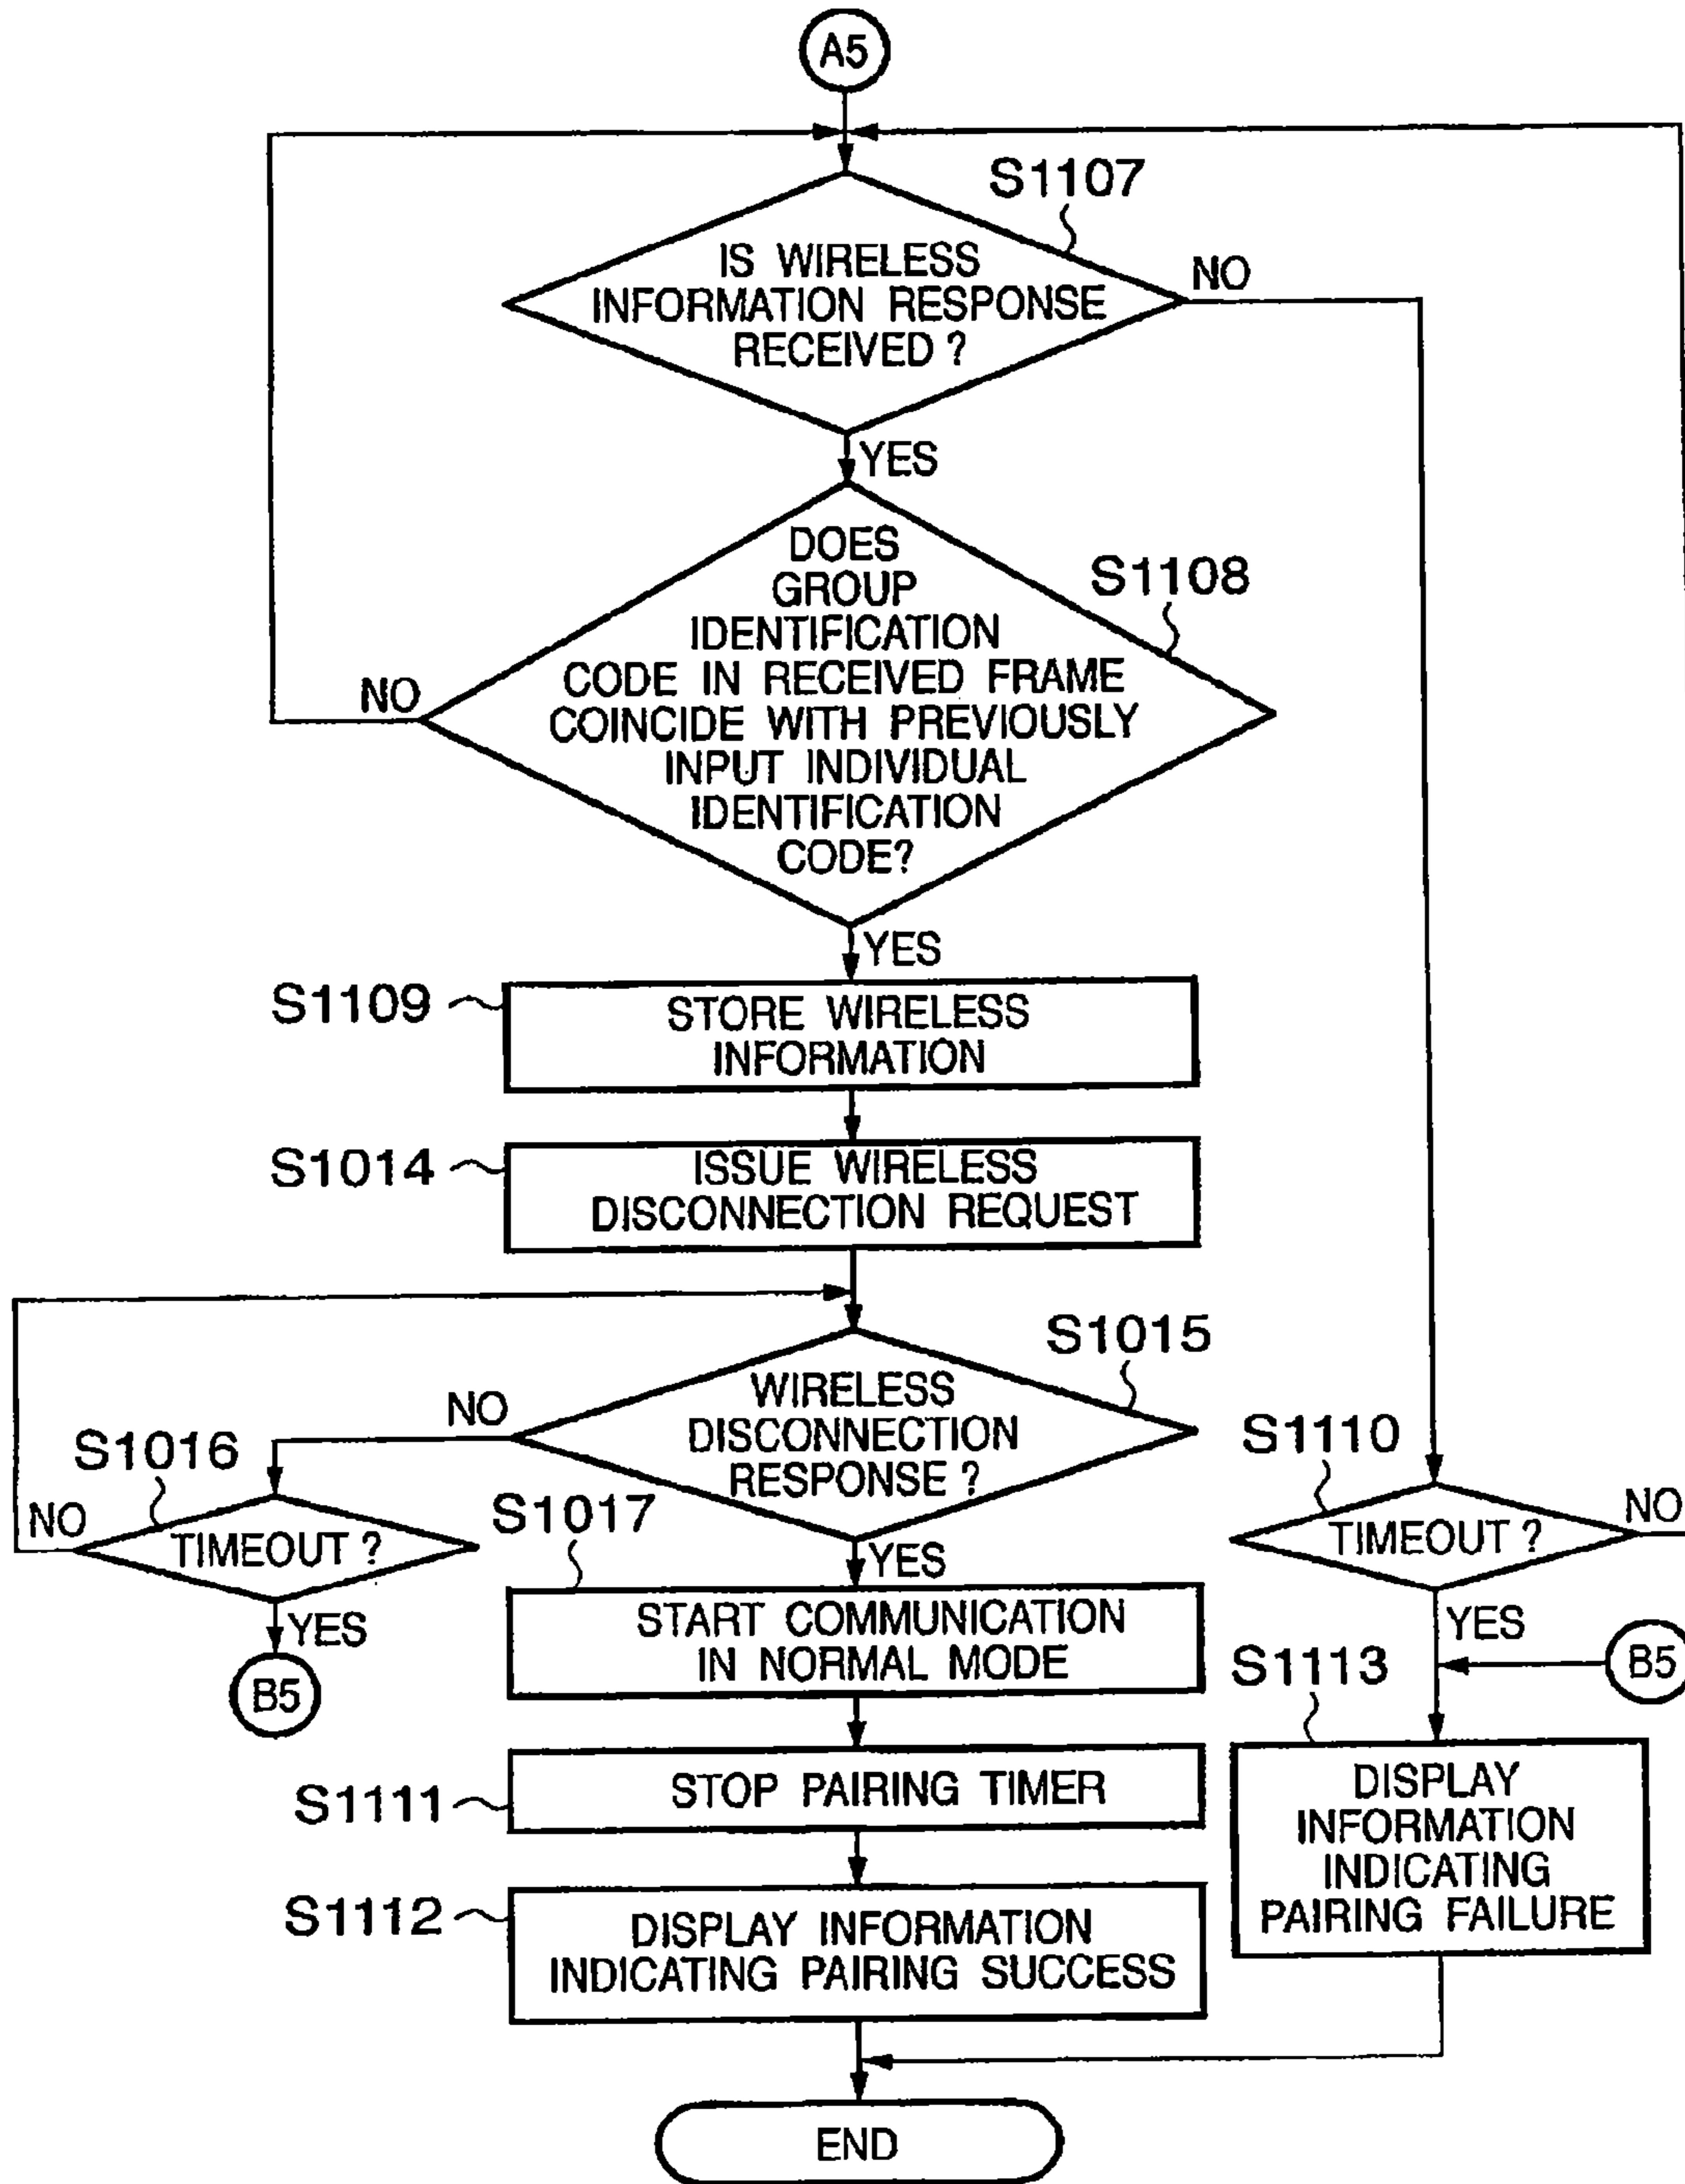 A5
S1107
IS WIRELESS
INFORMATION RESPONSE
RECEIVED ?
NO
YES
DOES
GROUP
IDENTIFICATION
CODE IN RECEIVED FRAME
COINCIDE WITH PREVIOUSLY
INPUT INDIVIDUAL
IDENTIFICATION
CODE?
S1108
NO
YES
S1109
STORE WIRELESS
INFORMATION
S1014
ISSUE WIRELESS
DISCONNECTION REQUEST
S1015
WIRELESS
DISCONNECTION
RESPONSE ?
NO
S1016
TIMEOUT ?
NO
YES
B5
YES
S1017
START COMMUNICATION
IN NORMAL MODE
S1110
TIMEOUT ?
NO
YES
B5
S1113
DISPLAY
INFORMATION
INDICATING
PAIRING FAILURE
S1111
STOP PAIRING TIMER
S1112
DISPLAY INFORMATION
INDICATING PAIRING SUCCESS
END